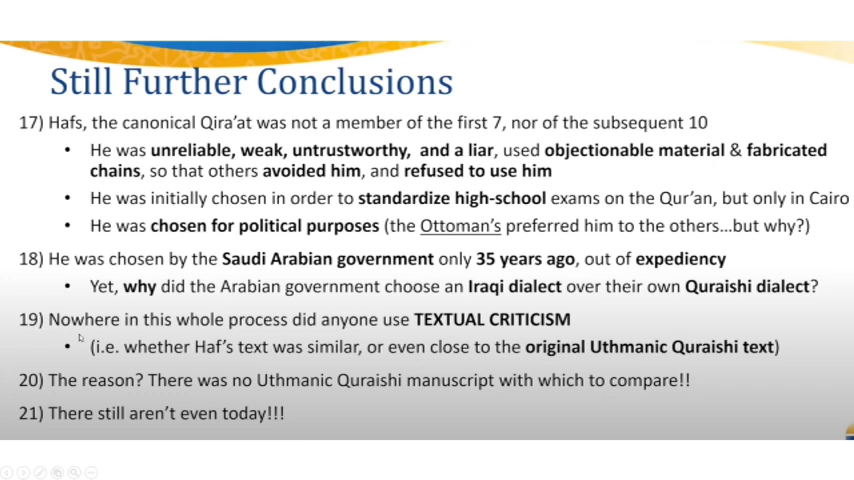 Still Further Conclusions
17) Hafs, the canonical Qira'at was not a member of the first 7, nor of the subsequent 10
• He was unreliable, weak, untrustworthy, and a liar, used objectionable material & fabricated
chains, so that others avoided him, and refused to use him
• He was initially chosen in order to standardize high-school exams on the Qur'an, but only in Cairo
• He was chosen for political purposes (the Ottoman's preferred him to the others...but why?)
18) He was chosen by the Saudi Arabian government only 35 years ago, out of expediency
• Yet, why did the Arabian government choose an Iraqi dialect over their own Quraishi dialect?
19) Nowhere in this whole process did anyone use TEXTUAL CRITICISM
• (i.e. whether Haf's text was similar, or even close to the original Uthmanic Quraishi text)
20) The reason? There was no Uthmanic Quraishi manuscript with which to compare!!
21) There still aren't even today!!!